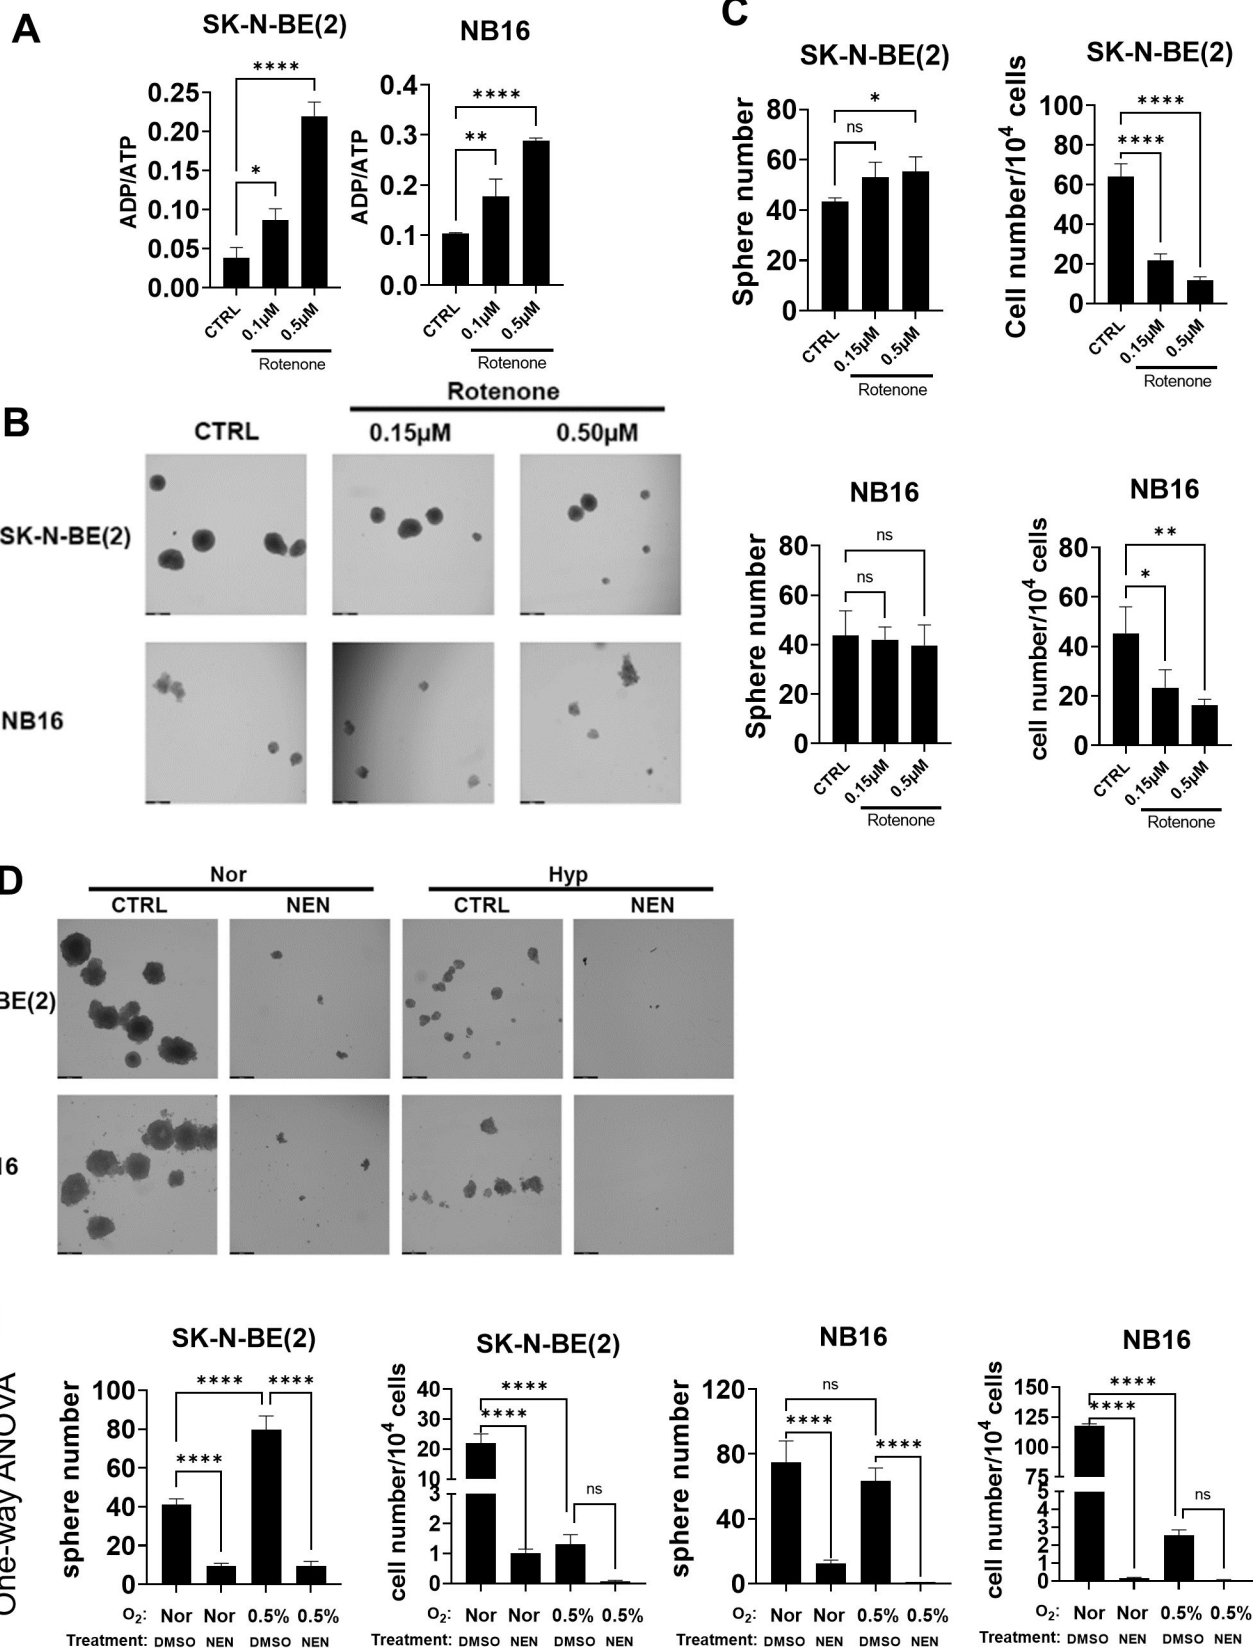 A
SK-N-BE(2)
ADP/ATP
0.25
0.20
0.15
0.10
0.05
0.00
****
*
CTRL
0.1µM
0.5µM
Rotenone
NB16
ADP/ATP
0.4
0.3
0.2
0.1
0.0
****
**
CTRL
0.1µM
0.5µM
Rotenone
B
Rotenone
CTRL
0.15µM
0.50µM
SK-N-BE(2)
NB16
C
SK-N-BE(2)
Sphere number
80
60
40
20
0
*
ns
CTRL
0.15µM
0.5µM
Rotenone
SK-N-BE(2)
Cell number/10⁴ cells
100
80
60
40
20
0
****
****
CTRL
0.15µM
0.5µM
Rotenone
NB16
Sphere number
80
60
40
20
0
ns
ns
CTRL
0.15µM
0.5µM
Rotenone
NB16
cell number/10⁴ cells
80
60
40
20
0
**
*
CTRL
0.15µM
0.5µM
Rotenone
D
Nor
Hyp
CTRL
NEN
CTRL
NEN
BE(2)
16
One-way ANOVA
SK-N-BE(2)
sphere number
100
80
60
40
20
0
**** ****
****
O₂: Nor Nor 0.5% 0.5%
Treatment: DMSO NEN DMSO NEN
SK-N-BE(2)
cell number/10⁴ cells
40
30
20
10
3
2
1
0
****
****
ns
O₂: Nor Nor 0.5% 0.5%
Treatment: DMSO NEN DMSO NEN
NB16
sphere number
120
80
40
0
ns
****
****
O₂: Nor Nor 0.5% 0.5%
Treatment: DMSO NEN DMSO NEN
NB16
cell number/10⁴ cells
150
125
100
75
5
4
3
2
1
0
****
****
ns
O₂: Nor Nor 0.5% 0.5%
Treatment: DMSO NEN DMSO NEN